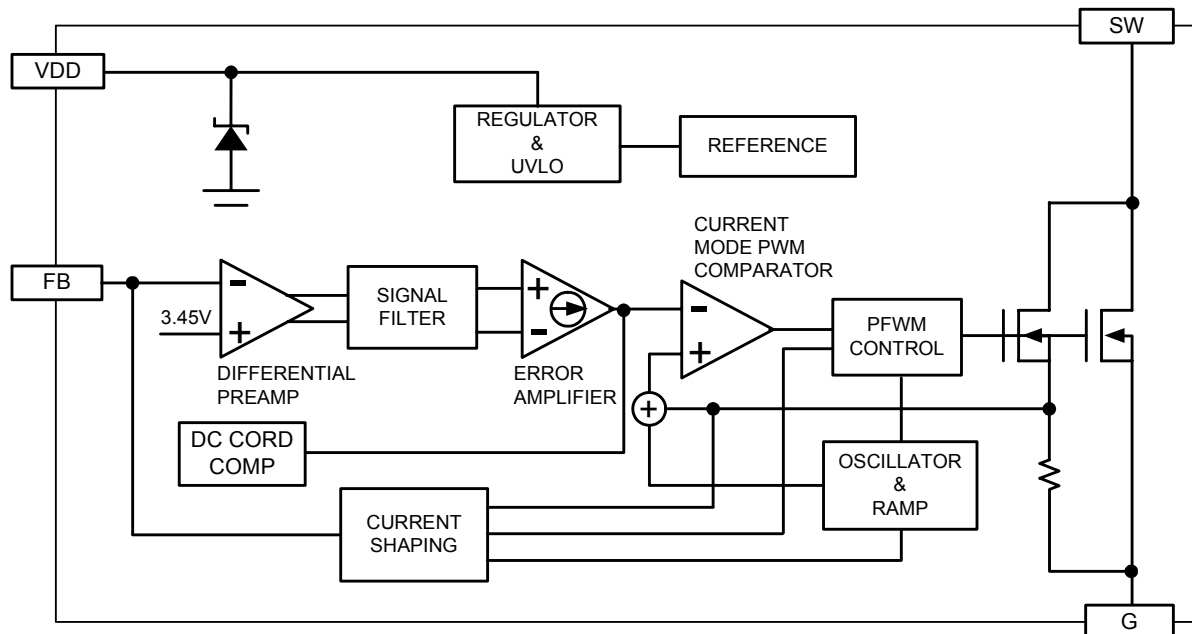 SW
VDD
REGULATOR
&
UVLO
REFERENCE
CURRENT
MODE PWM
COMPARATOR
FB
-
3.45V
+
DIFFERENTIAL
PREAMP
SIGNAL
FILTER
+
-
ERROR
AMPLIFIER
-
+
PFWM
CONTROL
+
DC CORD
COMP
OSCILLATOR
&
RAMP
CURRENT
SHAPING
G